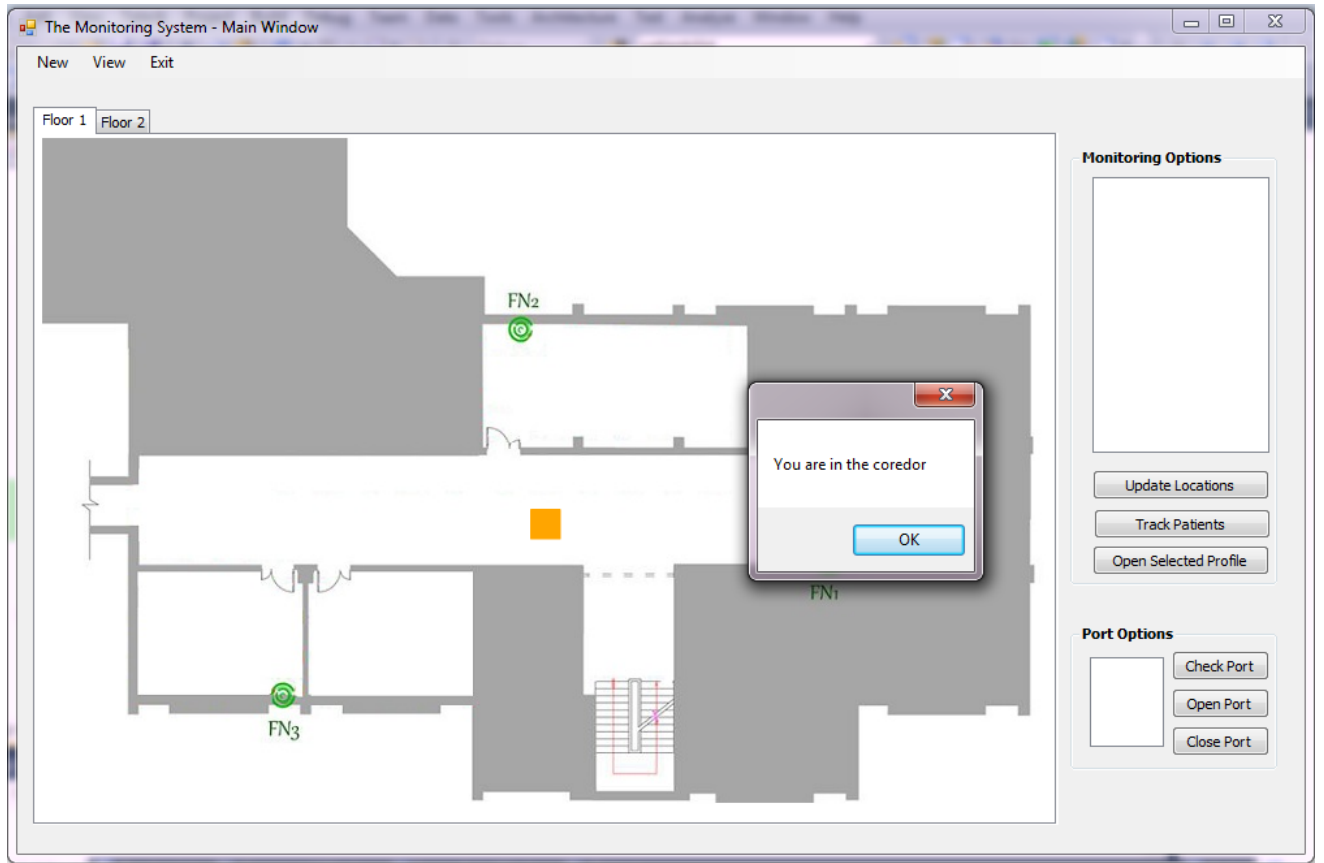 The Monitoring System - Main Window
New View Exit
Floor 1 Floor 2
FN2
FN1
FN3
You are in the coredor
OK
Monitoring Options
Update Locations
Track Patients
Open Selected Profile
Port Options
Check Port
Open Port
Close Port